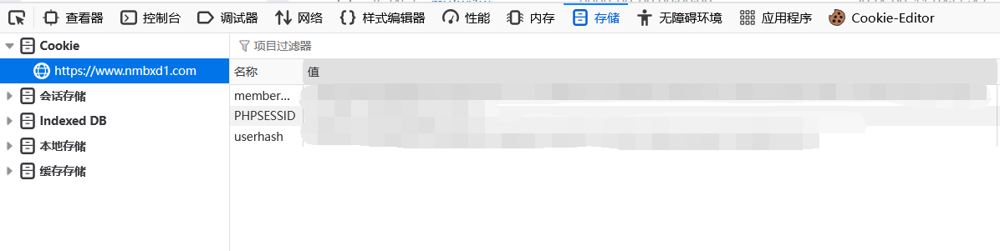 查看器 控制台 调试器 网络 样式编辑器 性能 内存 存储 无障碍环境 应用程序 Cookie-Editor
Cookie
https://www.nmbxd1.com
会话存储
Indexed DB
本地存储
缓存存储
项目过滤器
名称 值
member...
PHPSESSID
userhash